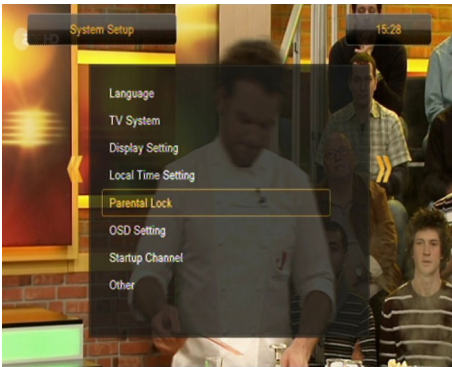 System Setup
15:28
Language
TV System
Display Setting
Local Time Setting
Parental Lock
OSD Setting
Startup Channel
Other